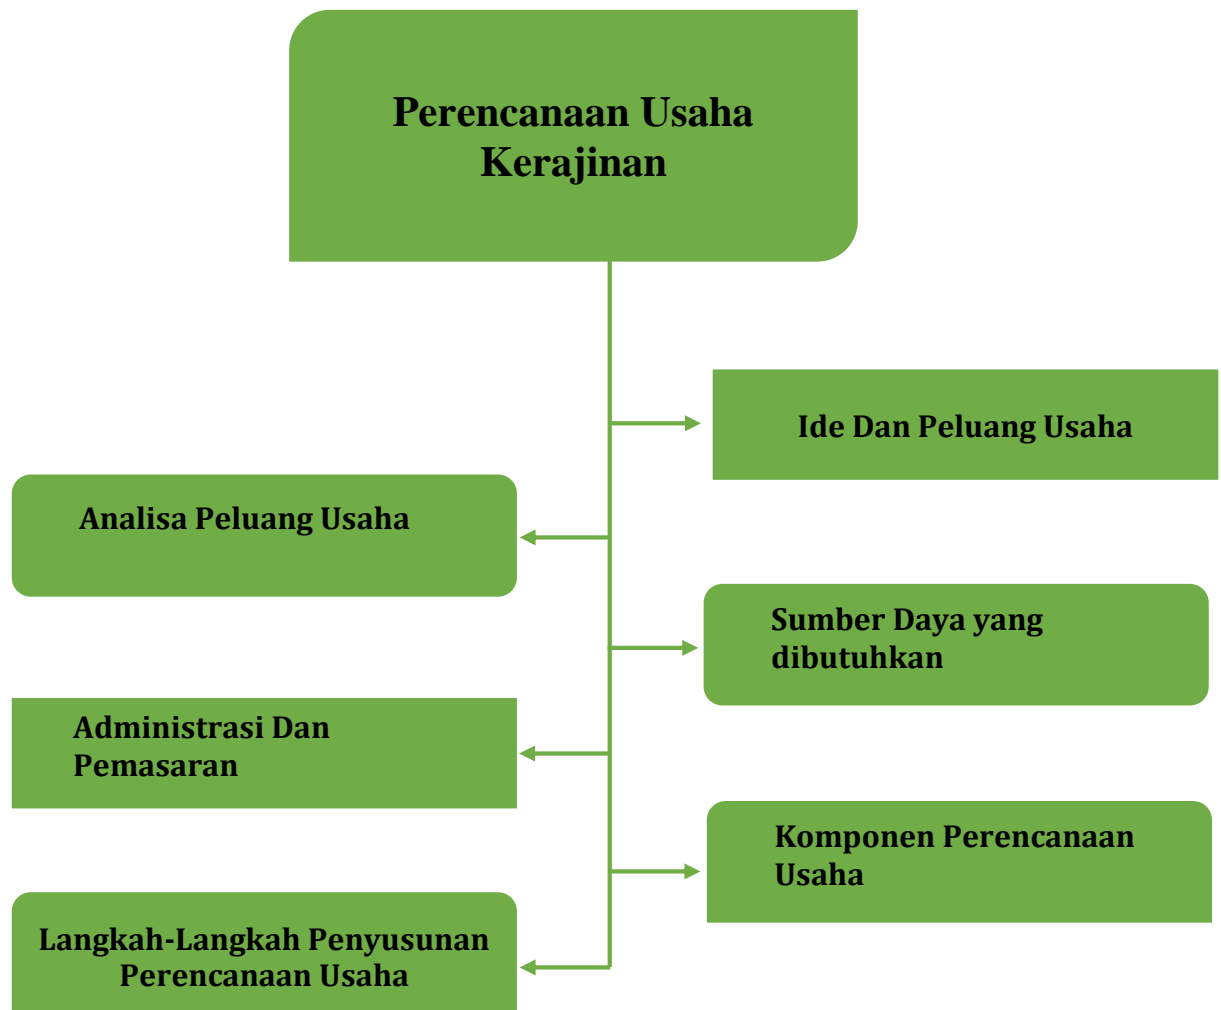 Perencanaan Usaha
Kerajinan
Ide Dan Peluang Usaha
Analisa Peluang Usaha
Sumber Daya yang
dibutuhkan
Administrasi Dan
Pemasaran
Komponen Perencanaan
Usaha
Langkah-Langkah Penyusunan
Perencanaan Usaha